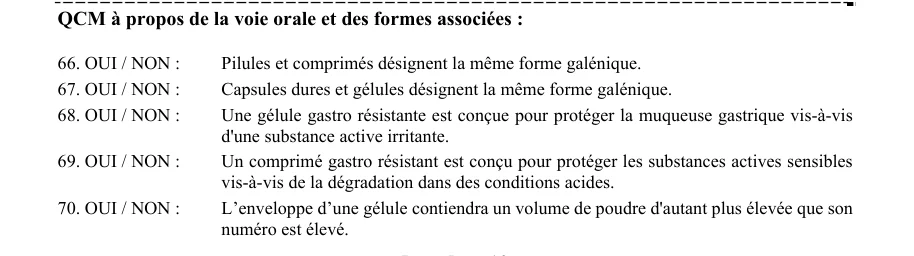 QCM à propos de la voie orale et des formes associées :
66. OUI / NON : Pilules et comprimés désignent la même forme galénique.
67. OUI / NON : Capsules dures et gélules désignent la même forme galénique.
68. OUI / NON : Une gélule gastro résistante est conçue pour protéger la muqueuse gastrique vis-à-vis
d'une substance active irritante.
69. OUI / NON : Un comprimé gastro résistant est conçu pour protéger les substances actives sensibles
vis-à-vis de la dégradation dans des conditions acides.
70. OUI / NON : L’enveloppe d’une gélule contiendra un volume de poudre d'autant plus élevée que son
numéro est élevé.